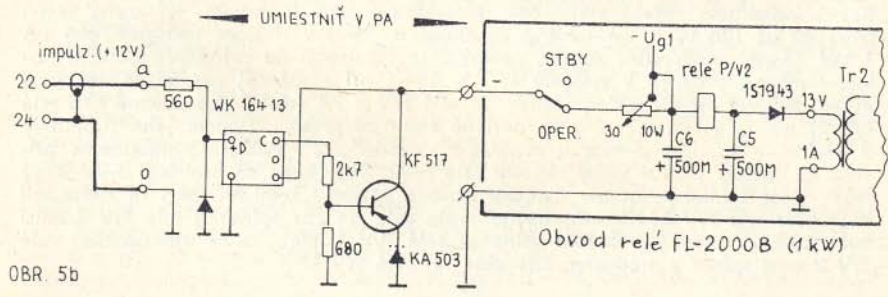 UMIESTNIŤ V PA
impulz.(+12V)
22
24
a
560
WK 164 13
b
C
o
2k7
680
KF 517
KA 503
-
STBY
OPER.
-Ug1
30
10W
relé P/V2
C6
500M
+
C5
500M
+
1S1943
13V
1A
Tr2
Obvod relé FL-2000B (1kW)
OBR. 5b